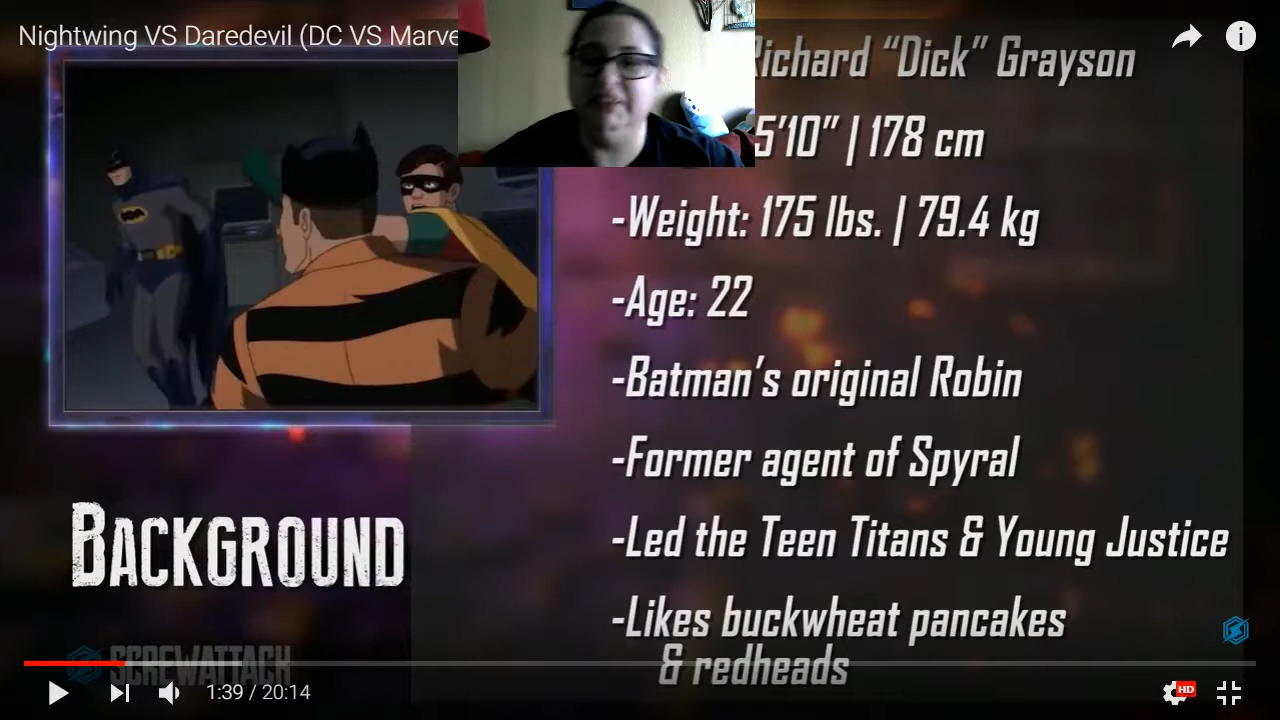 Nightwing VS Daredevil (DC VS Marve
Richard “Dick” Grayson
5'10" | 178 cm
-Weight: 175 lbs. | 79.4 kg
-Age: 22
-Batman's original Robin
-Former agent of Spyral
-Led the Teen Titans & Young Justice
-Likes buckwheat pancakes
& redheads
BACKGROUND
SCREWATTACK
1:39 / 20:14
HD